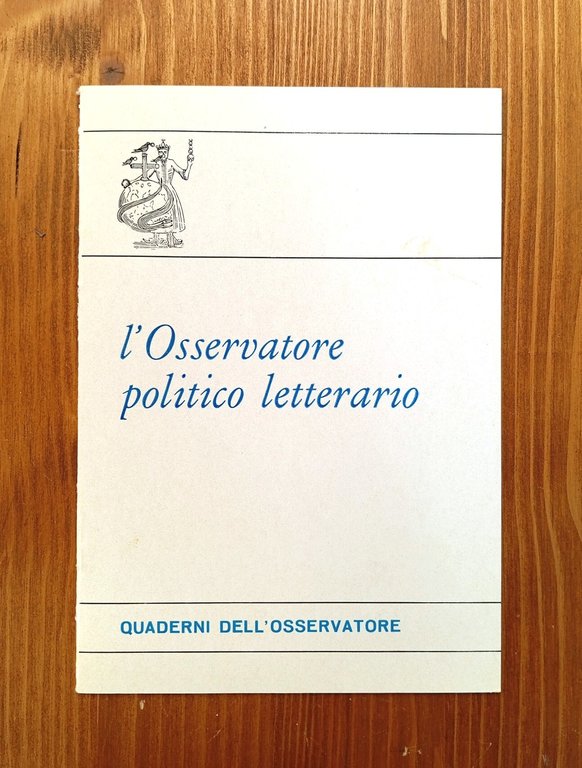 l'Osservatore
politico letterario
QUADERNI DELL'OSSERVATORE